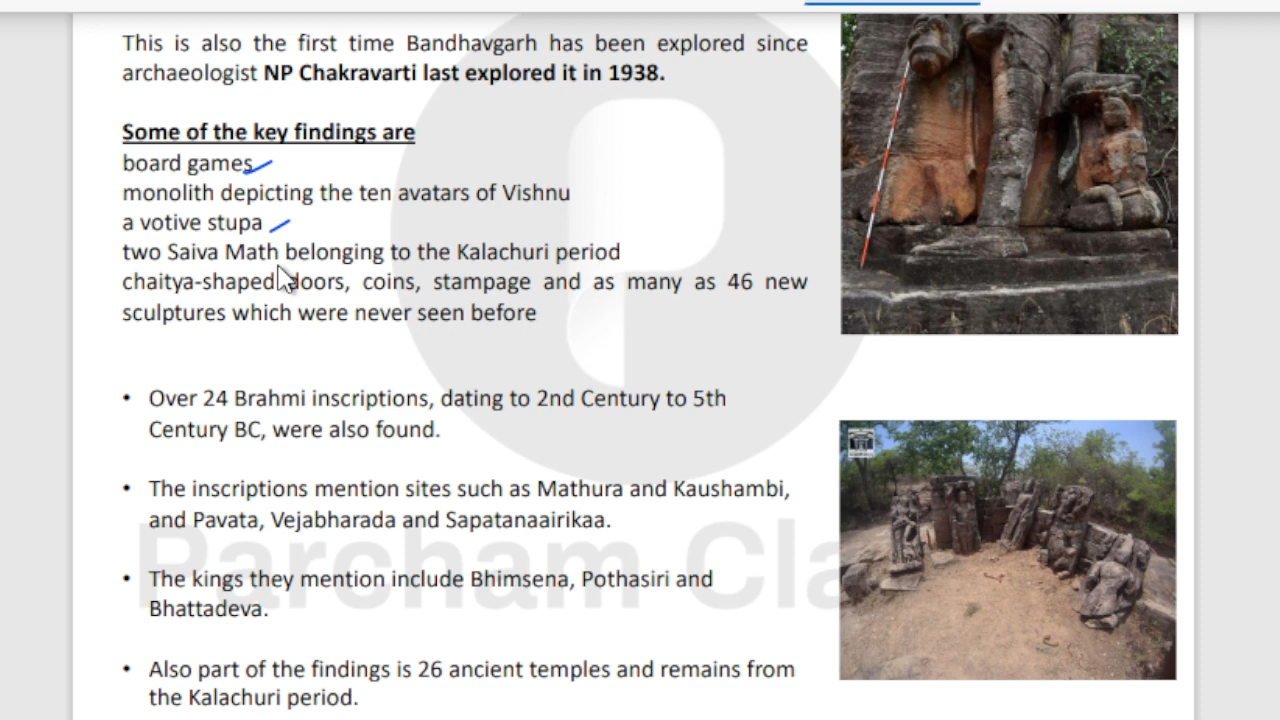 This is also the first time Bandhavgarh has been explored since
archaeologist NP Chakravarti last explored it in 1938.
Some of the key findings are
board games
monolith depicting the ten avatars of Vishnu
a votive stupa
two Saiva Math belonging to the Kalachuri period
chaitya-shaped doors, coins, stampage and as many as 46 new
sculptures which were never seen before
• Over 24 Brahmi inscriptions, dating to 2nd Century to 5th
Century BC, were also found.
• The inscriptions mention sites such as Mathura and Kaushambi,
and Pavata, Vejabharada and Sapatanaairikaa.
• The kings they mention include Bhimsena, Pothasiri and
Bhattadeva.
• Also part of the findings is 26 ancient temples and remains from
the Kalachuri period.
Parcham Cla